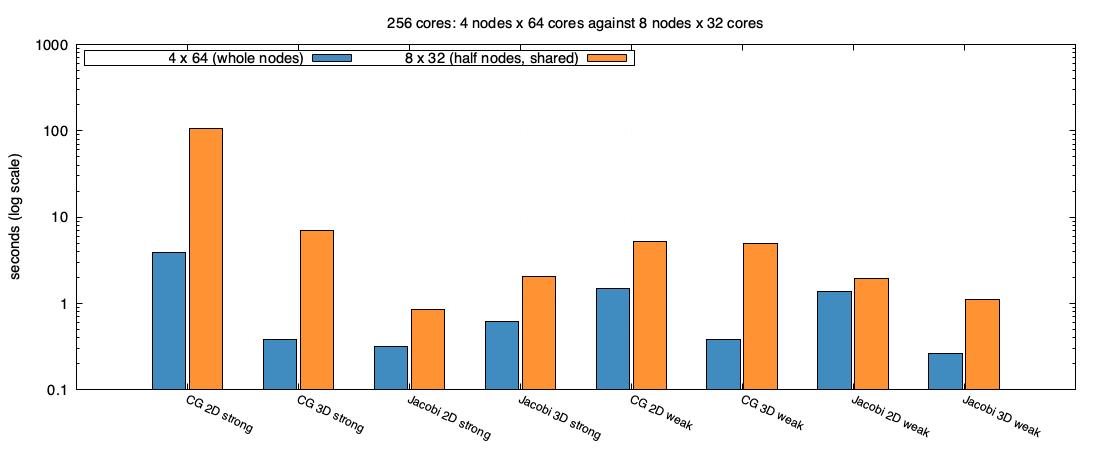 256 cores: 4 nodes x 64 cores against 8 nodes x 32 cores
4 x 64 (whole nodes)
8 x 32 (half nodes, shared)
seconds (log scale)
1000
100
10
1
0.1
CG 2D strong
CG 3D strong
Jacobi 2D strong
Jacobi 3D strong
CG 2D weak
CG 3D weak
Jacobi 2D weak
Jacobi 3D weak